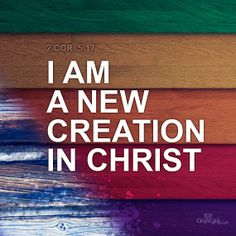 2 COR 5:17
I AM
A NEW
CREATION
IN CHRIST